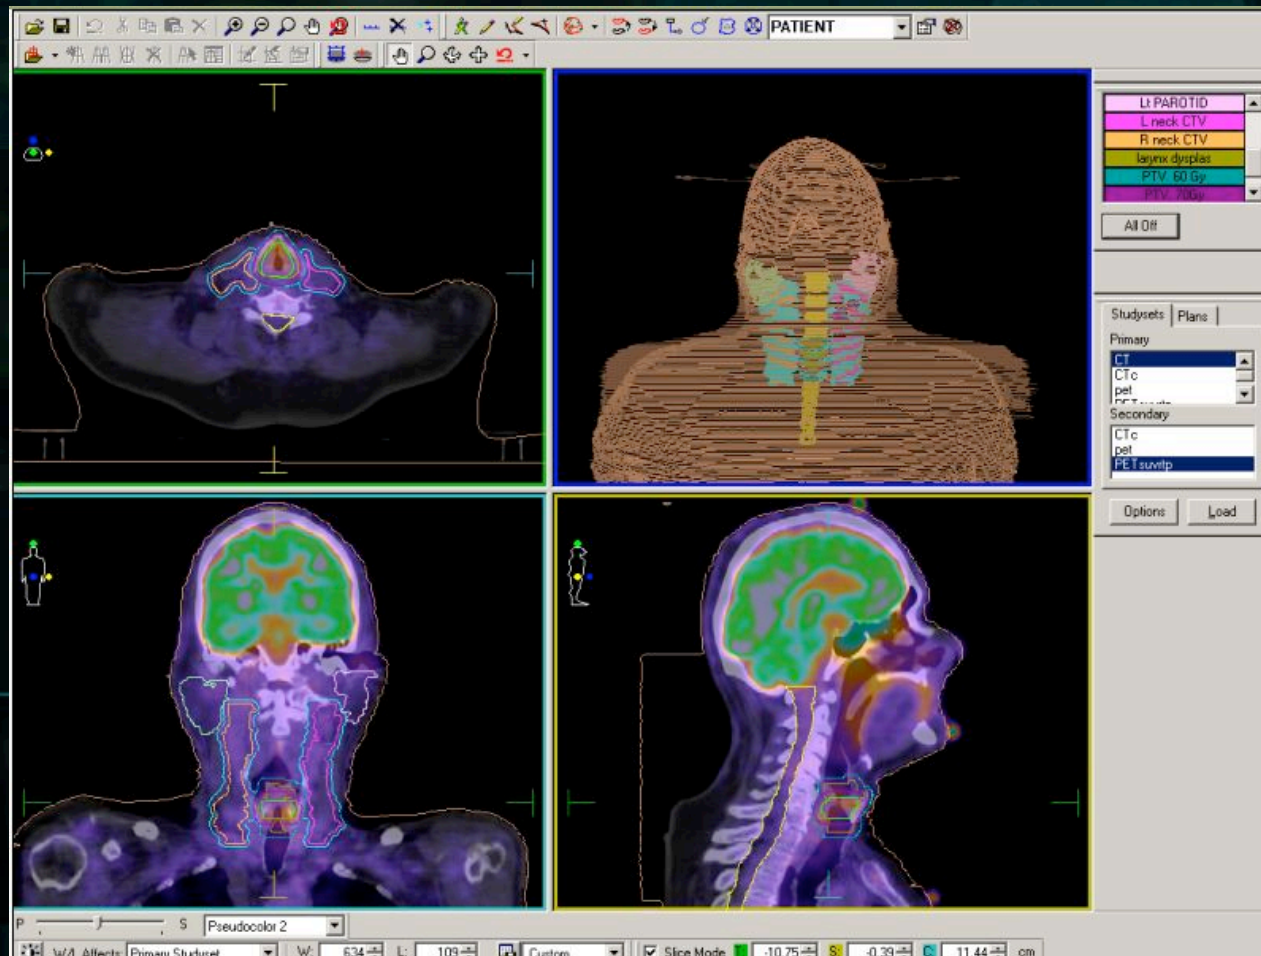 PATIENT
Lt PAROTID
L neck CTV
R neck CTV
larynx dysplas
PTV. 60 Gy
PTV. 70Gy
All Off
Studysets Plans
Primary
CT
CTc
pet
Secondary
CTc
pet
PETsuvrtp
Options Load
P S Pseudocolor 2
W/L Affects: Primary Studyset W: 634 L: 109 Custom Slice Mode T: -10.75 S: -0.39 C: 11.44 cm